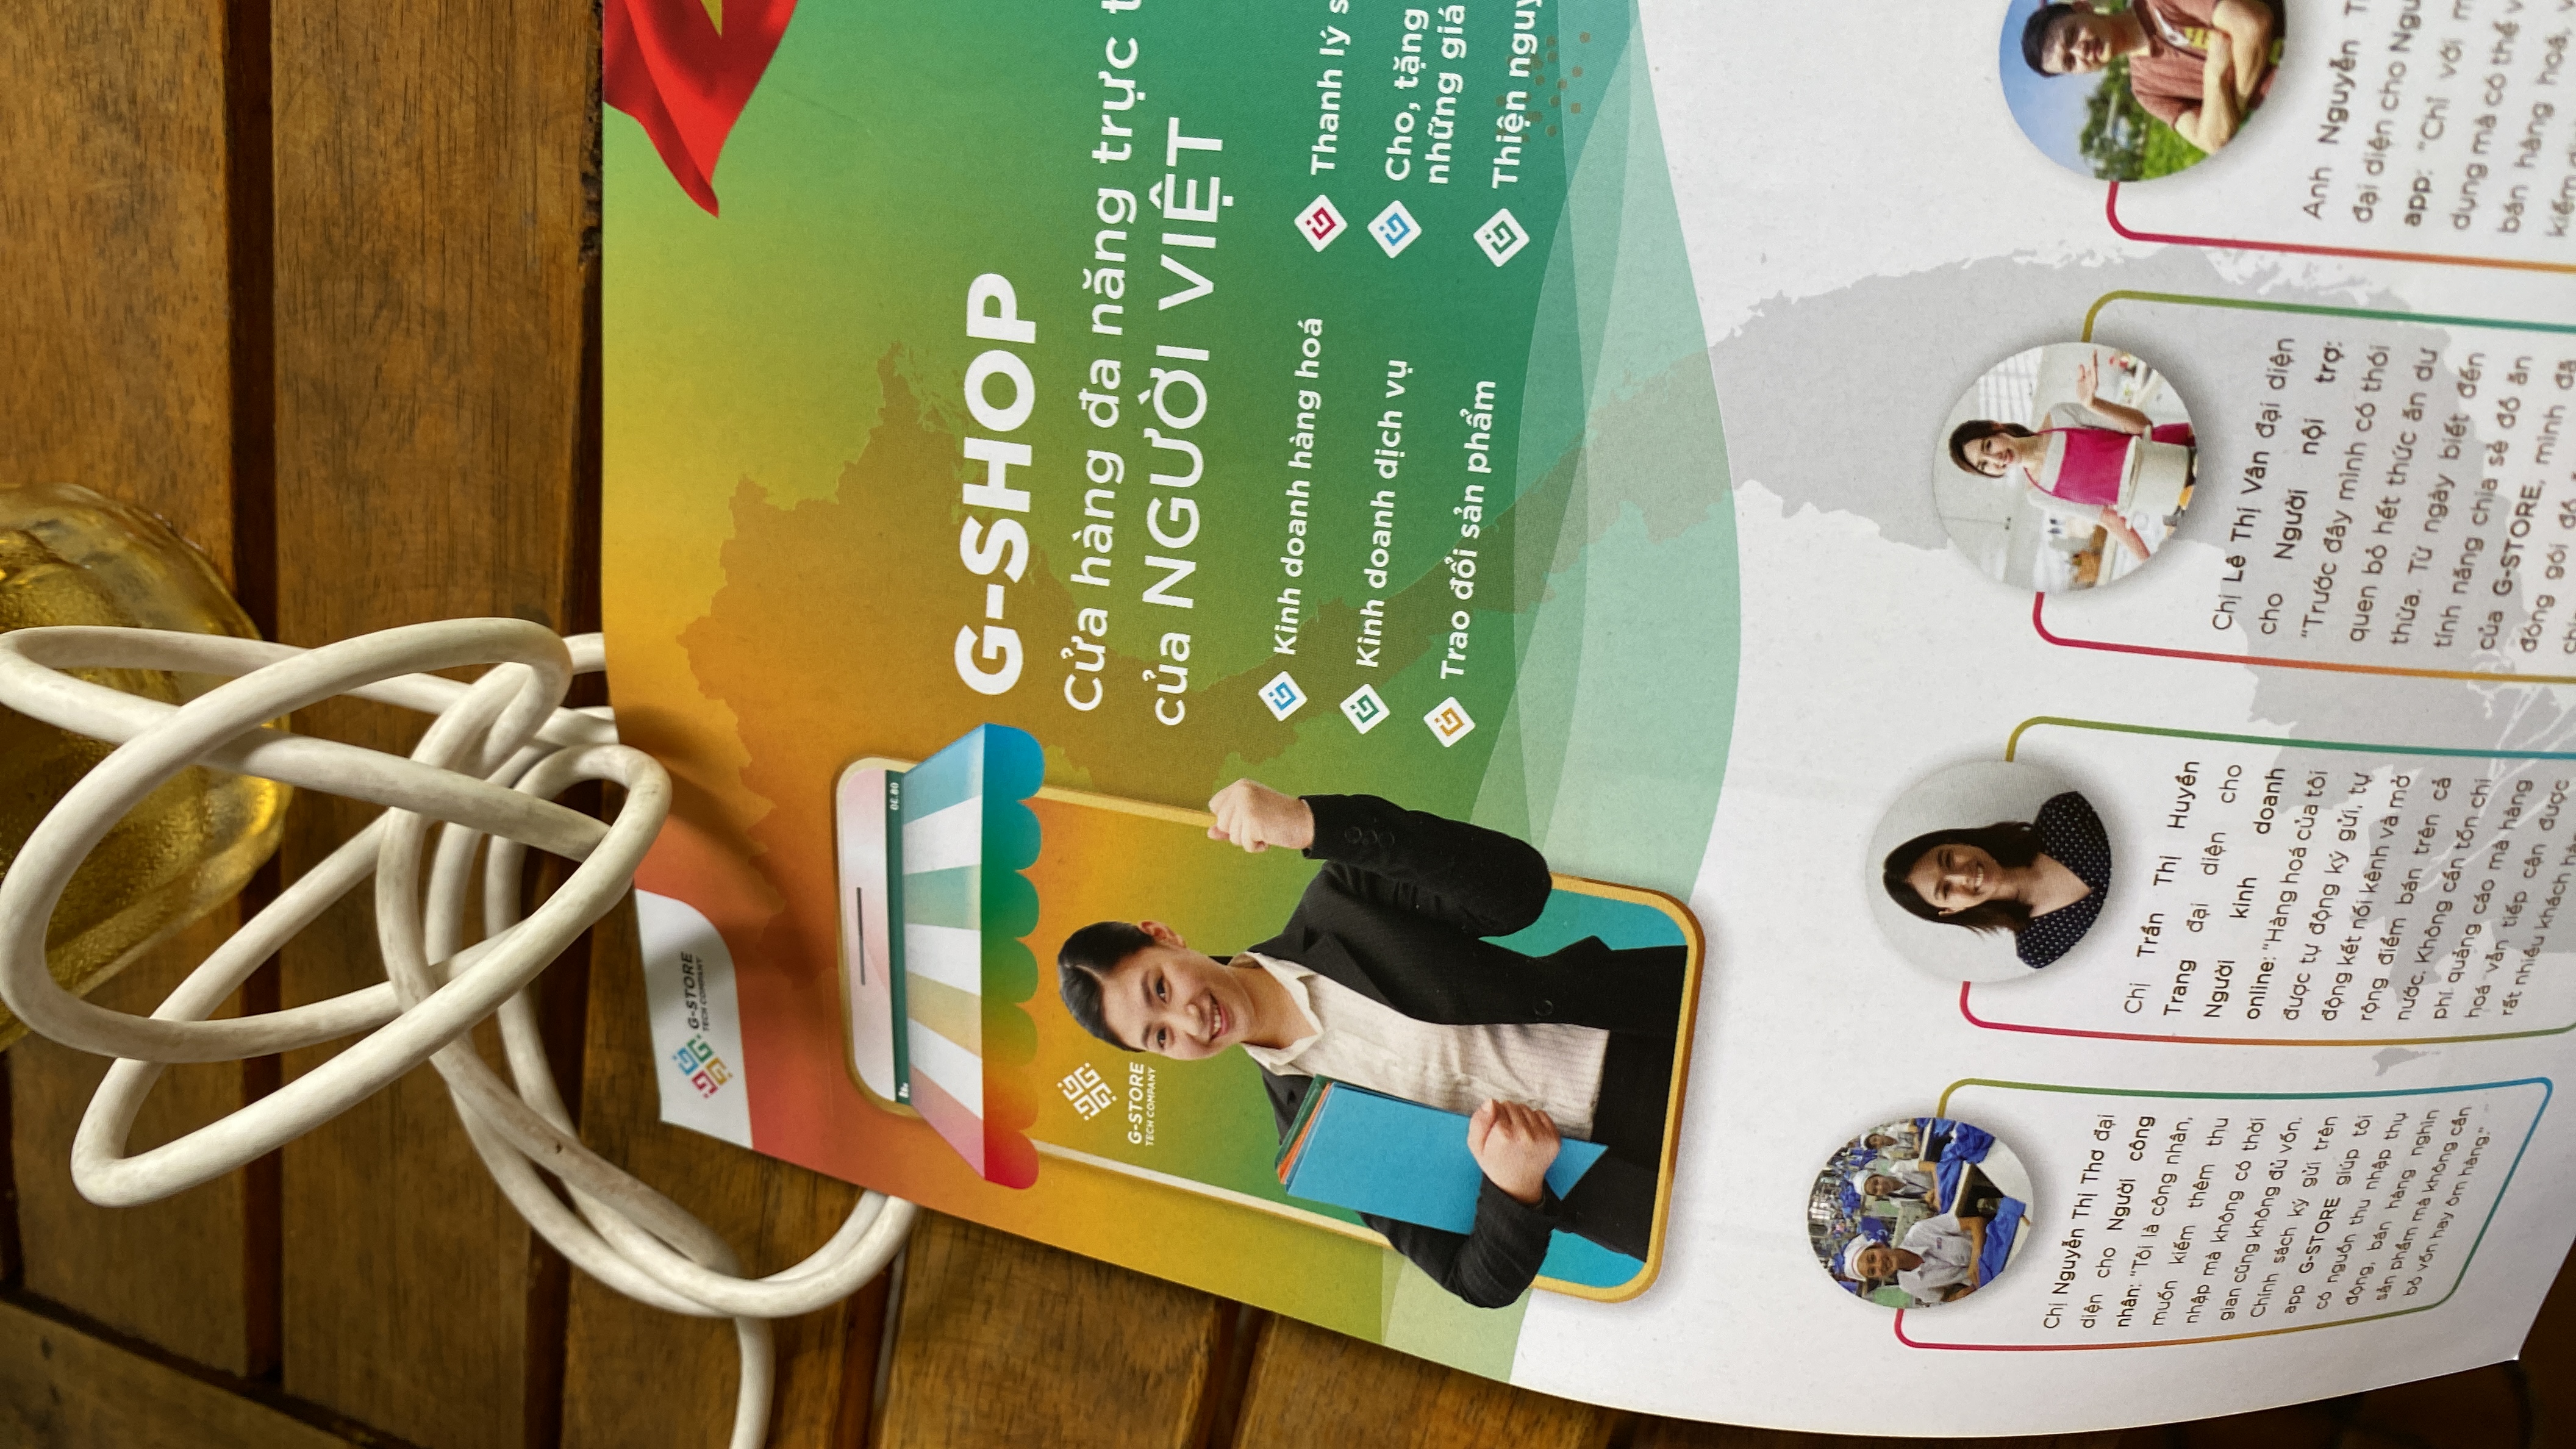 G-STORE
TECH COMPANY
G-SHOP
Cửa hàng đa năng trực
của NGƯỜI VIỆT
G-STORE
TECH COMPANY
Kinh doanh hàng hoá
Kinh doanh dịch vụ
Trao đổi sản phẩm
Thanh lý
Cho, tặng
những giá
Thiện
Chị Nguyễn Thị Thơ đại
diện cho Người công
nhân: "Tôi là công nhân,
muốn kiếm thêm thu
nhập mà không có thời
gian cũng không đủ vốn.
Chính sách ký gửi trên
app G-STORE giúp tôi
có nguồn thu nhập thụ
động, bán hàng nghìn
sản phẩm mà không cần
bỏ vốn hay ôm hàng."
Chị Trần Thị Huyền
Trang đại diện cho
Người kinh doanh
online: "Hàng hoá của tôi
được tự động ký gửi, tự
động kết nối kênh và mở
rộng điểm bán trên cả
nước. Không cần tốn chi
phí quảng cáo mà hàng
hoá vẫn tiếp cận được
rất nhiều khách
Chị Lê Thị Vân đại diện
cho Người nội trợ:
"Trước đây mình có thói
quen bỏ hết thức ăn dư
thừa. Từ ngày biết đến
tính năng chia sẻ đồ ăn
của G-STORE, mình đã
đóng gói đồ
Anh Nguyễn
đại diện cho
app: "Chỉ với
dụng mà có thể
bán hàng hoá,
kiếm